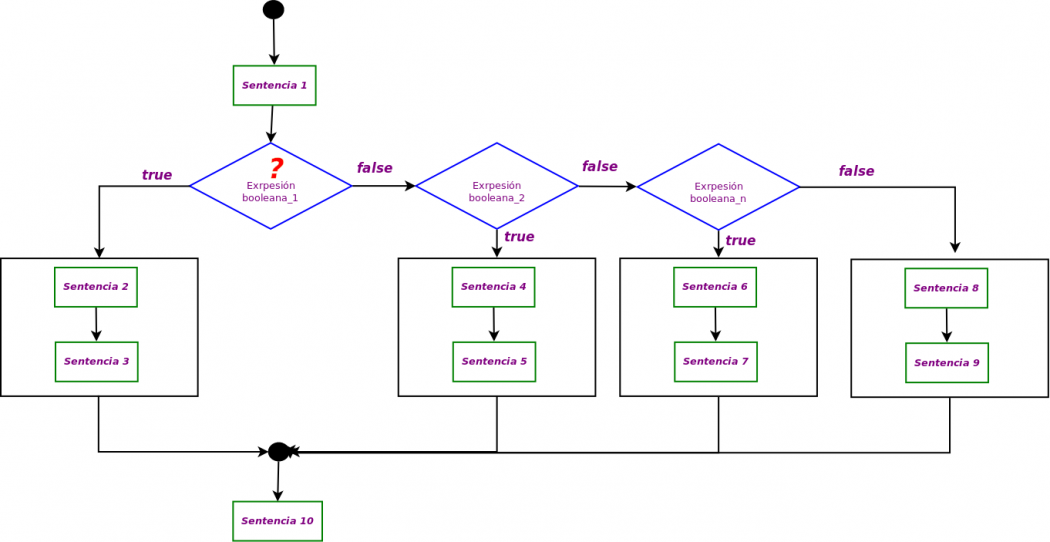 Sentencia 1
?
true
Exrpesión
booleana_1
false
Exrpesión
booleana_2
false
Exrpesión
booleana_n
false
true
true
Sentencia 2
Sentencia 4
Sentencia 6
Sentencia 8
Sentencia 3
Sentencia 5
Sentencia 7
Sentencia 9
Sentencia 10